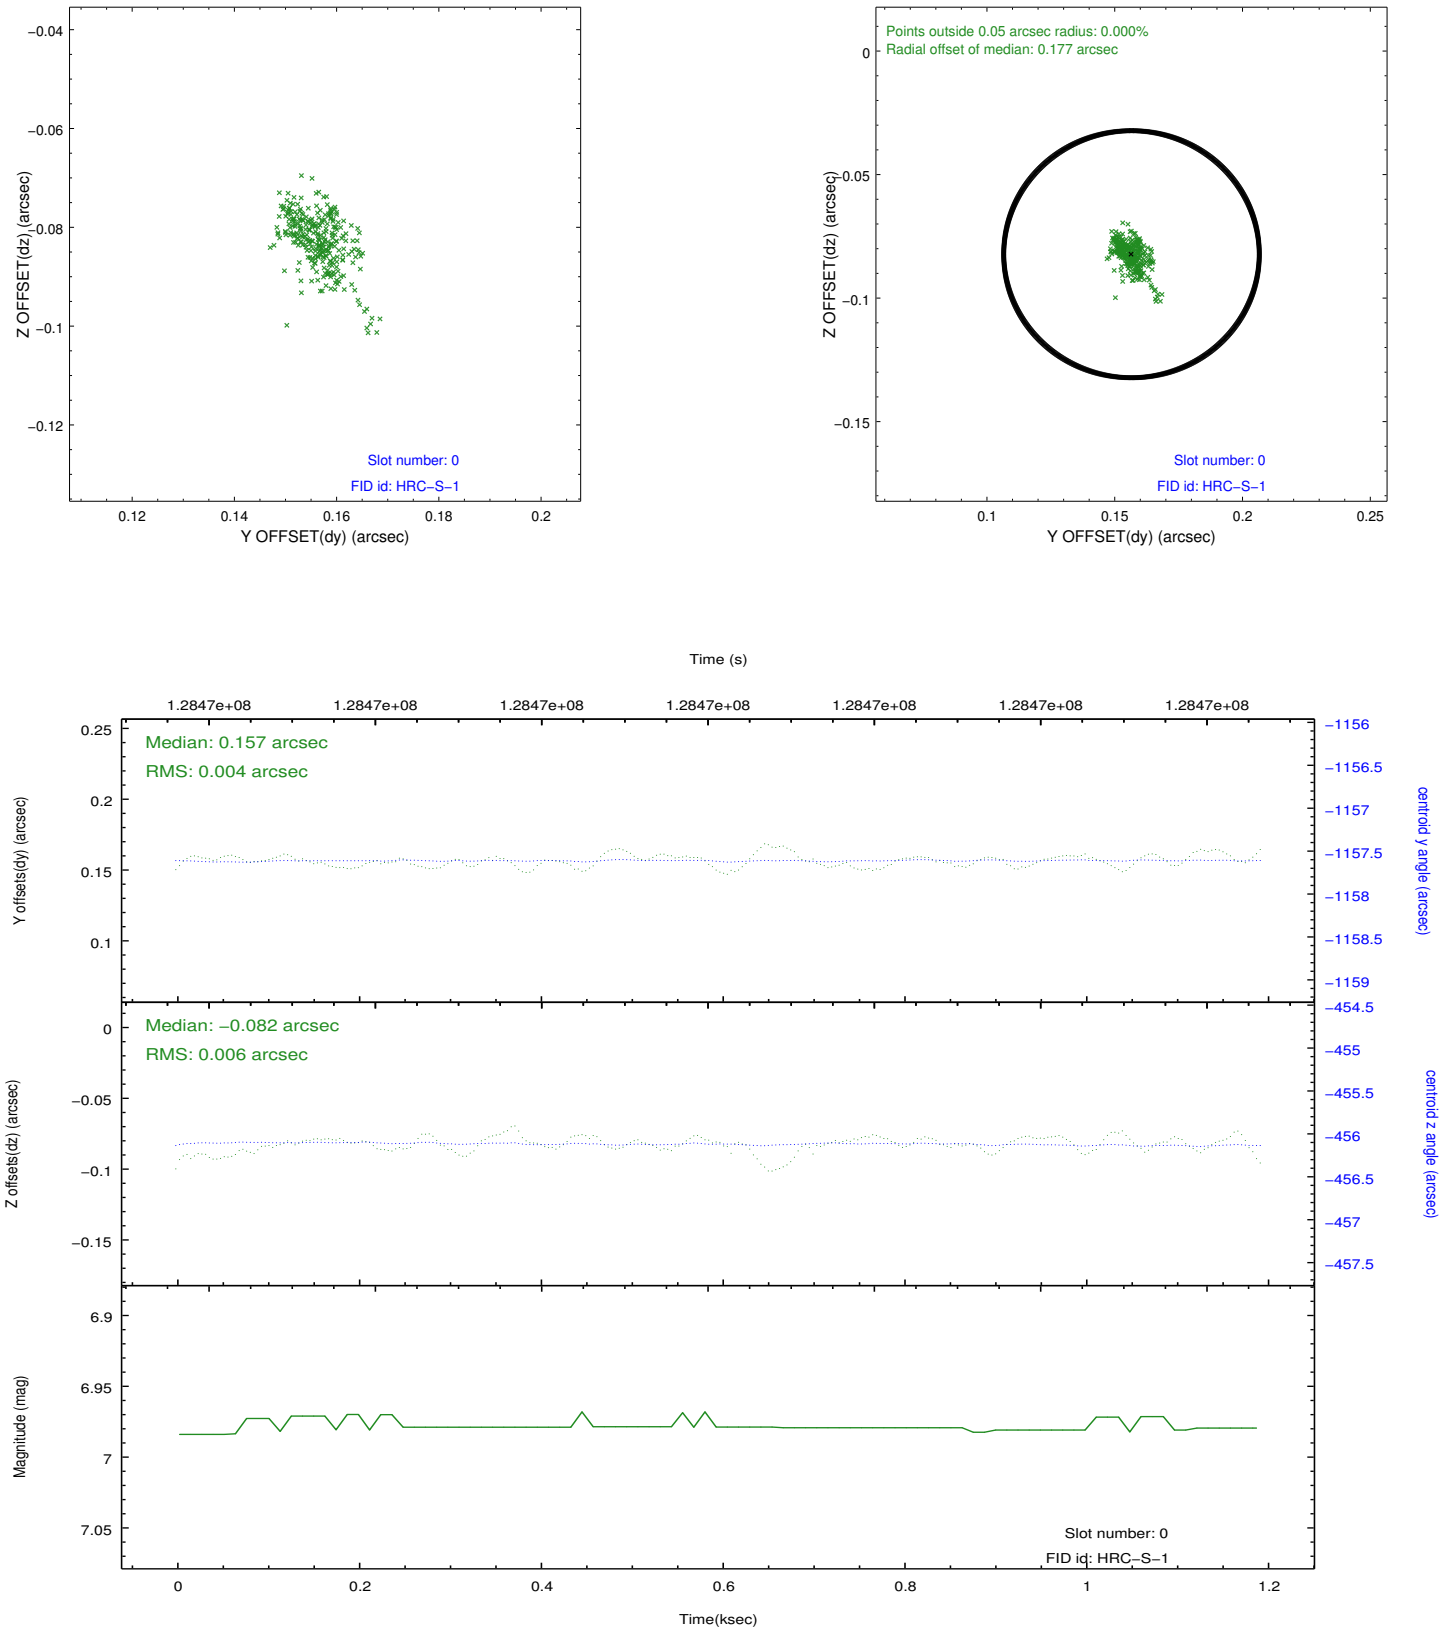 −0.04
−0.06
−0.08
−0.1
−0.12
Z OFFSET(dz) (arcsec)
Slot number: 0
FID id: HRC−S−1
0.12
0.14
0.16
0.18
0.2
Y OFFSET(dy) (arcsec)
Points outside 0.05 arcsec radius: 0.000%
Radial offset of median: 0.177 arcsec
0
−0.05
−0.1
−0.15
Z OFFSET(dz) (arcsec)
Slot number: 0
FID id: HRC−S−1
0.1
0.15
0.2
0.25
Y OFFSET(dy) (arcsec)
Time (s)
1.2847e+08
1.2847e+08
1.2847e+08
1.2847e+08
1.2847e+08
1.2847e+08
1.2847e+08
Median: 0.157 arcsec
RMS: 0.004 arcsec
0.25
0.2
0.15
0.1
Y offsets(dy) (arcsec)
−1156
−1156.5
−1157
−1157.5
−1158
−1158.5
−1159
centroid y angle (arcsec)
Median: −0.082 arcsec
RMS: 0.006 arcsec
0
−0.05
−0.1
−0.15
Z offsets(dz) (arcsec)
−454.5
−455
−455.5
−456
−456.5
−457
−457.5
centroid z angle (arcsec)
6.9
6.95
7
7.05
Magnitude (mag)
Slot number: 0
FID id: HRC−S−1
0
0.2
0.4
0.6
0.8
1
1.2
Time(ksec)